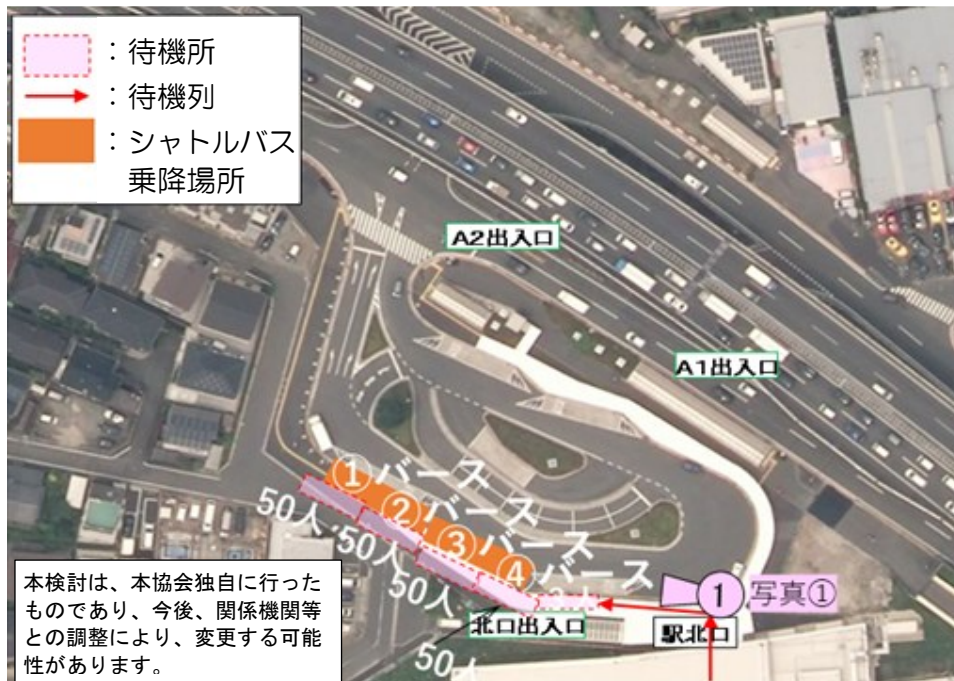 ：待機所
：待機列
：シャトルバス
乗降場所
A2出入口
A1出入口
①バース
②バース
③バース
④バース
50人
50人
50人
50人
北口出入口
駅北口
1
写真①
本検討は、本協会独自に行った
ものであり、今後、関係機関等
との調整により、変更する可能
性があります。